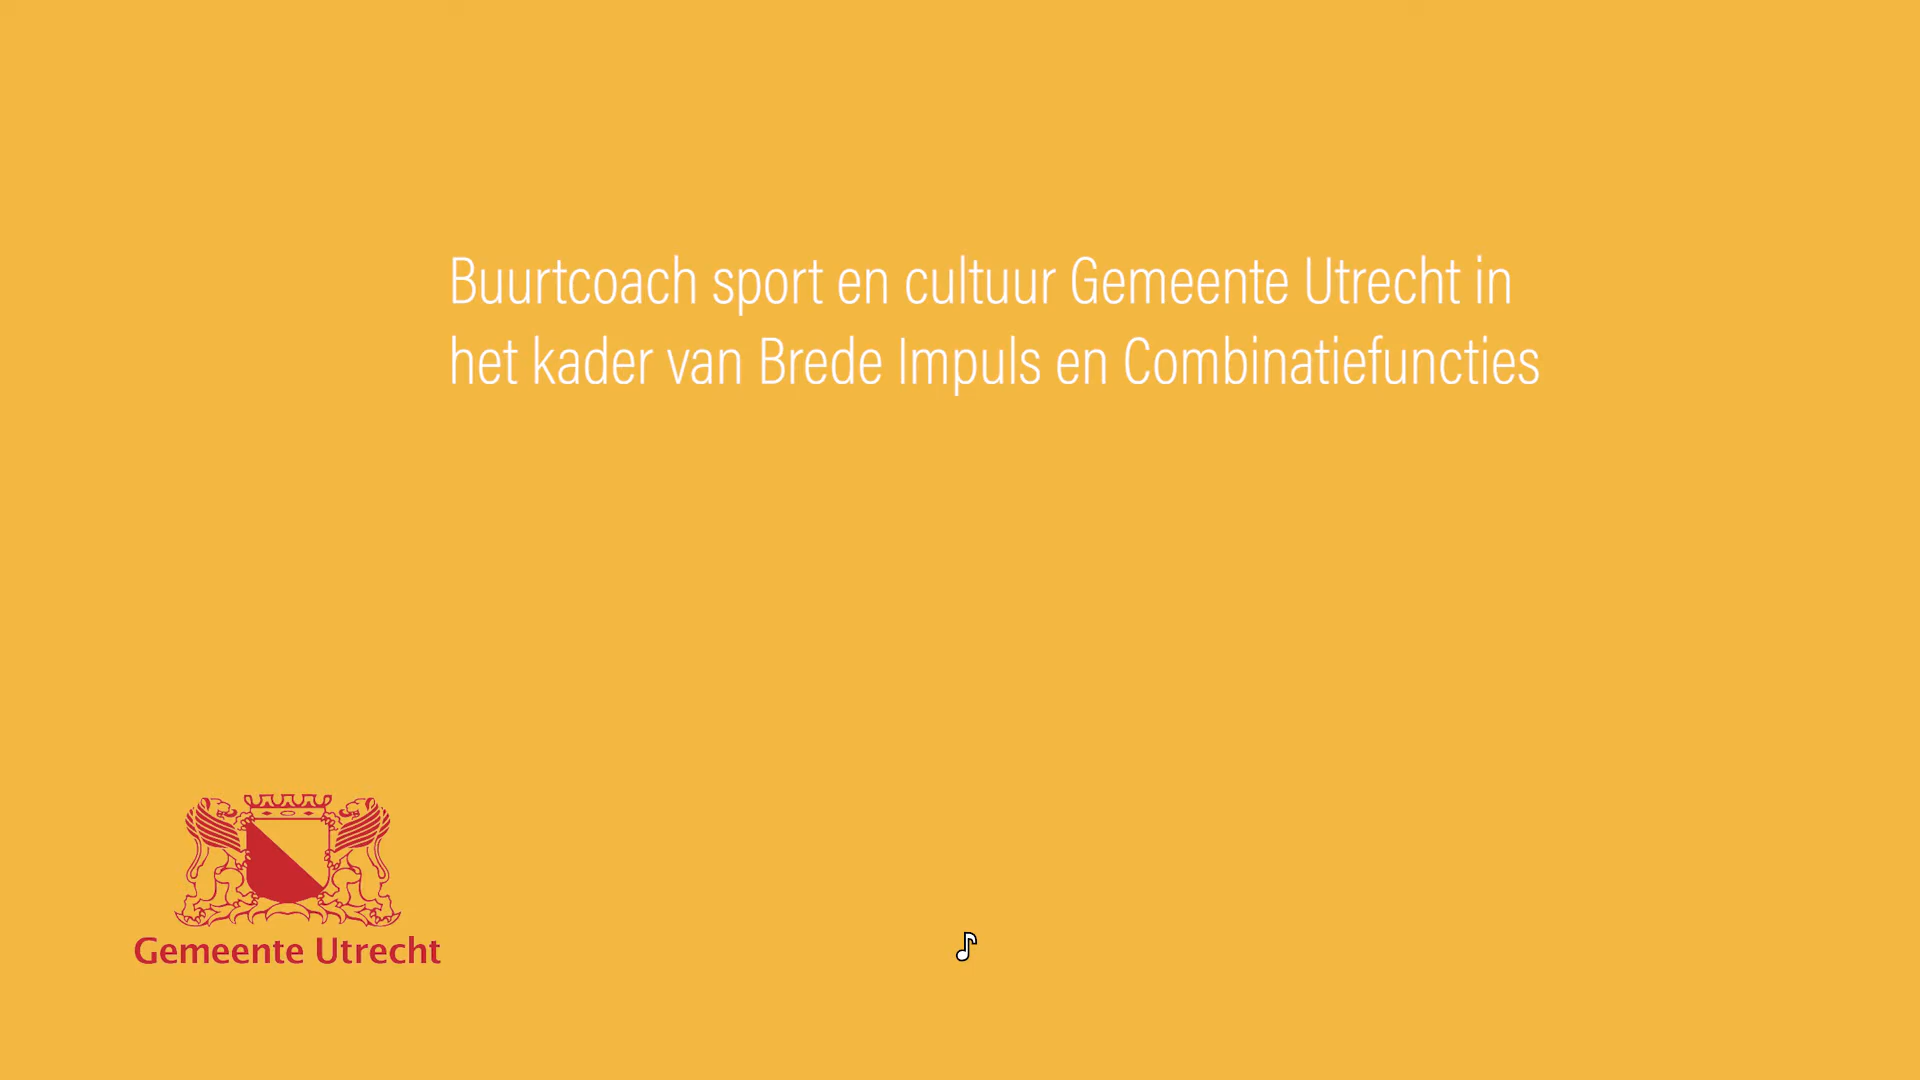 Buurtcoach sport en cultuur Gemeente Utrecht in
het kader van Brede Impuls en Combinatiefuncties
Gemeente Utrecht
♪